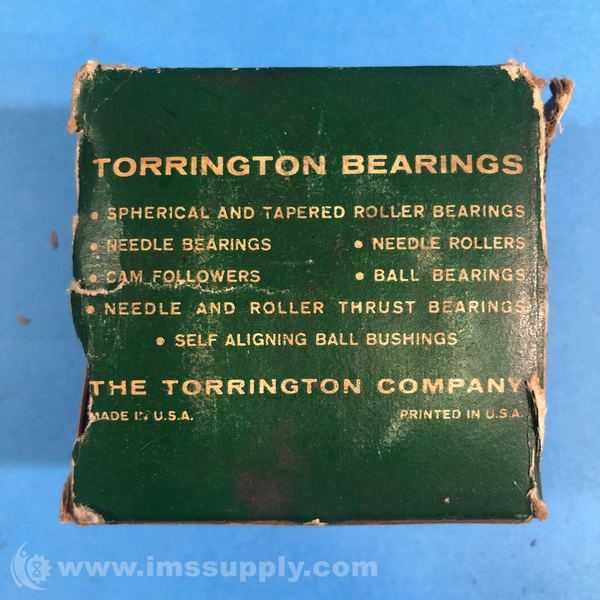 TORRINGTON BEARINGS
• SPHERICAL AND TAPERED ROLLER BEARINGS
• NEEDLE BEARINGS • NEEDLE ROLLERS
• CAM FOLLOWERS • BALL BEARINGS
• NEEDLE AND ROLLER THRUST BEARINGS
• SELF ALIGNING BALL BUSHINGS
THE TORRINGTON COMPANY
MADE IN U.S.A. PRINTED IN U.S.A.
www.imssupply.com